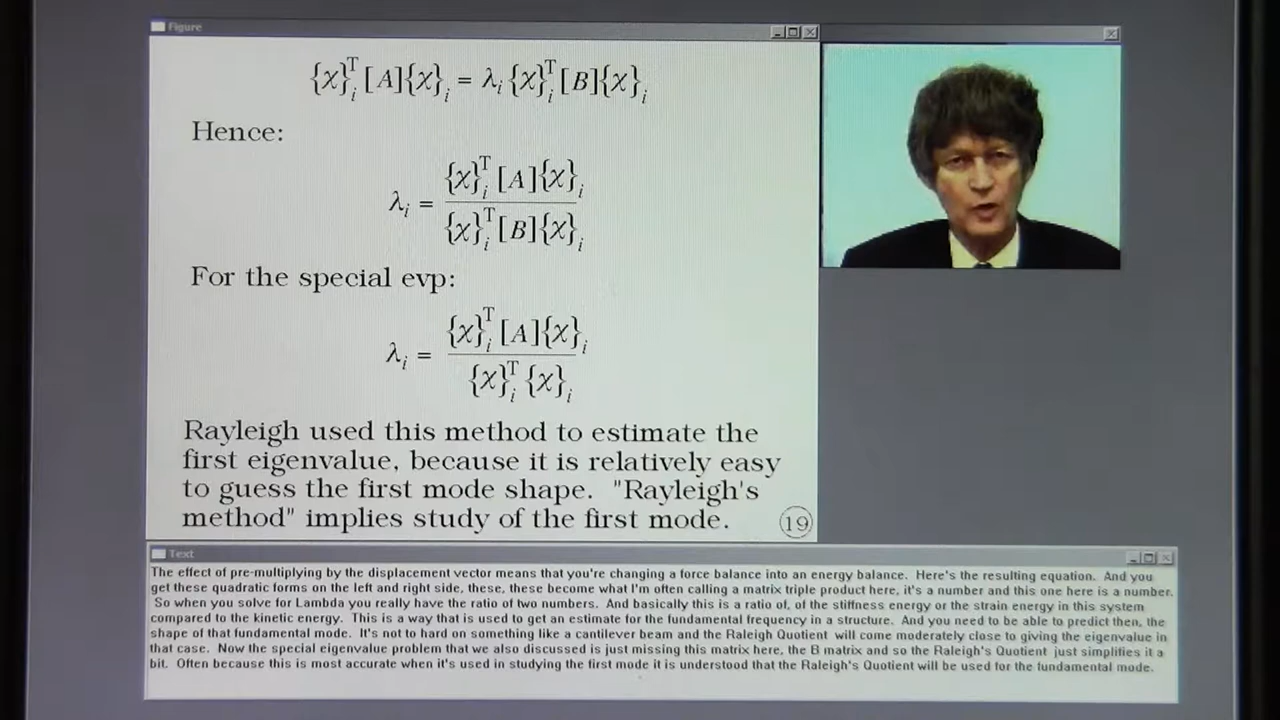 Figure
{x}ᵢᵀ [A]{x}ᵢ = λᵢ {x}ᵢᵀ [B]{x}ᵢ
Hence:
λᵢ = {x}ᵢᵀ [A]{x}ᵢ / {x}ᵢᵀ [B]{x}ᵢ
For the special evp:
λᵢ = {x}ᵢᵀ [A]{x}ᵢ / {x}ᵢᵀ {x}ᵢ
Rayleigh used this method to estimate the
first eigenvalue, because it is relatively easy
to guess the first mode shape. "Rayleigh's
method" implies study of the first mode.
19
Text
The effect of pre-multiplying by the displacement vector means that you're changing a force balance into an energy balance. Here's the resulting equation. And you
get these quadratic forms on the left and right side, these, these become what I'm often calling a matrix triple product here, it's a number and this one here is a number.
So when you solve for Lambda you really have the ratio of two numbers. And basically this is a ratio of, of the stiffness energy or the strain energy in this system
compared to the kinetic energy. This is a way that is used to get an estimate for the fundamental frequency in a structure. And you need to be able to predict then, the
shape of that fundamental mode. It's not to hard on something like a cantilever beam and the Raleigh Quotient will come moderately close to giving the eigenvalue in
that case. Now the special eigenvalue problem that we also discussed is just missing this matrix here, the B matrix and so the Raleigh's Quotient just simplifies it a
bit. Often because this is most accurate when it's used in studying the first mode it is understood that the Raleigh's Quotient will be used for the fundamental mode.